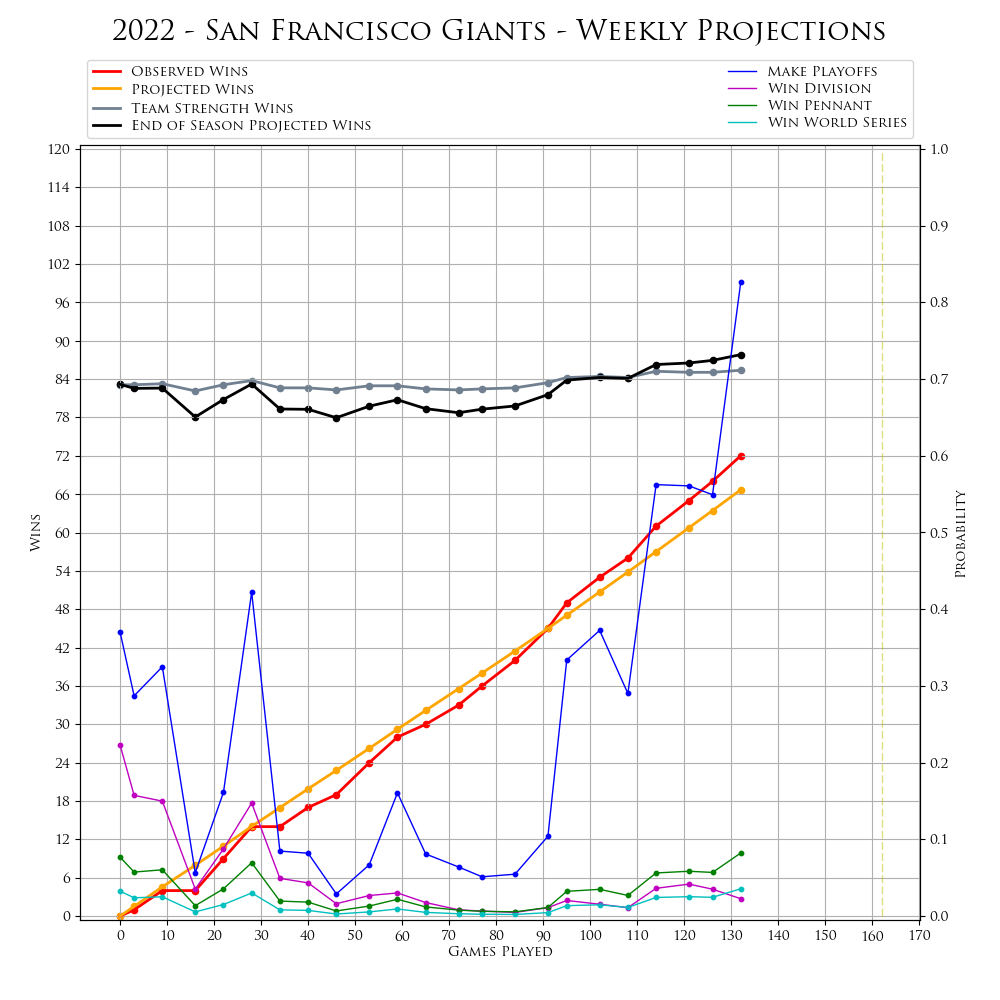 2022 - San Francisco Giants - Weekly Projections
Observed Wins
Projected Wins
Team Strength Wins
End of Season Projected Wins
Make Playoffs
Win Division
Win Pennant
Win World Series
120
114
108
102
96
90
84
78
72
66
60
54
48
42
36
30
24
18
12
6
0
Wins
1.0
0.9
0.8
0.7
0.6
0.5
0.4
0.3
0.2
0.1
0.0
Probability
0 10 20 30 40 50 60 70 80 90 100 110 120 130 140 150 160 170
Games Played